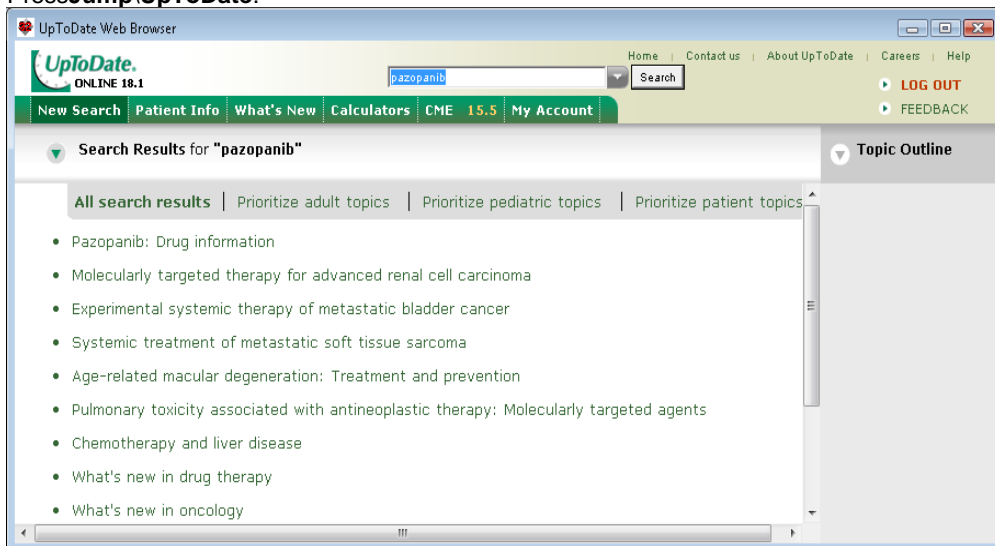 Press Jump\UpToDate.
UpToDate Web Browser
UpToDate.
ONLINE 18.1
pazopanib
Search
Home | Contact us | About UpToDate | Careers | Help
LOG OUT
FEEDBACK
New Search Patient Info What's New Calculators CME 15.5 My Account
Search Results for "pazopanib"
Topic Outline
All search results | Prioritize adult topics | Prioritize pediatric topics | Prioritize patient topics
• Pazopanib: Drug information
• Molecularly targeted therapy for advanced renal cell carcinoma
• Experimental systemic therapy of metastatic bladder cancer
• Systemic treatment of metastatic soft tissue sarcoma
• Age-related macular degeneration: Treatment and prevention
• Pulmonary toxicity associated with antineoplastic therapy: Molecularly targeted agents
• Chemotherapy and liver disease
• What's new in drug therapy
• What's new in oncology